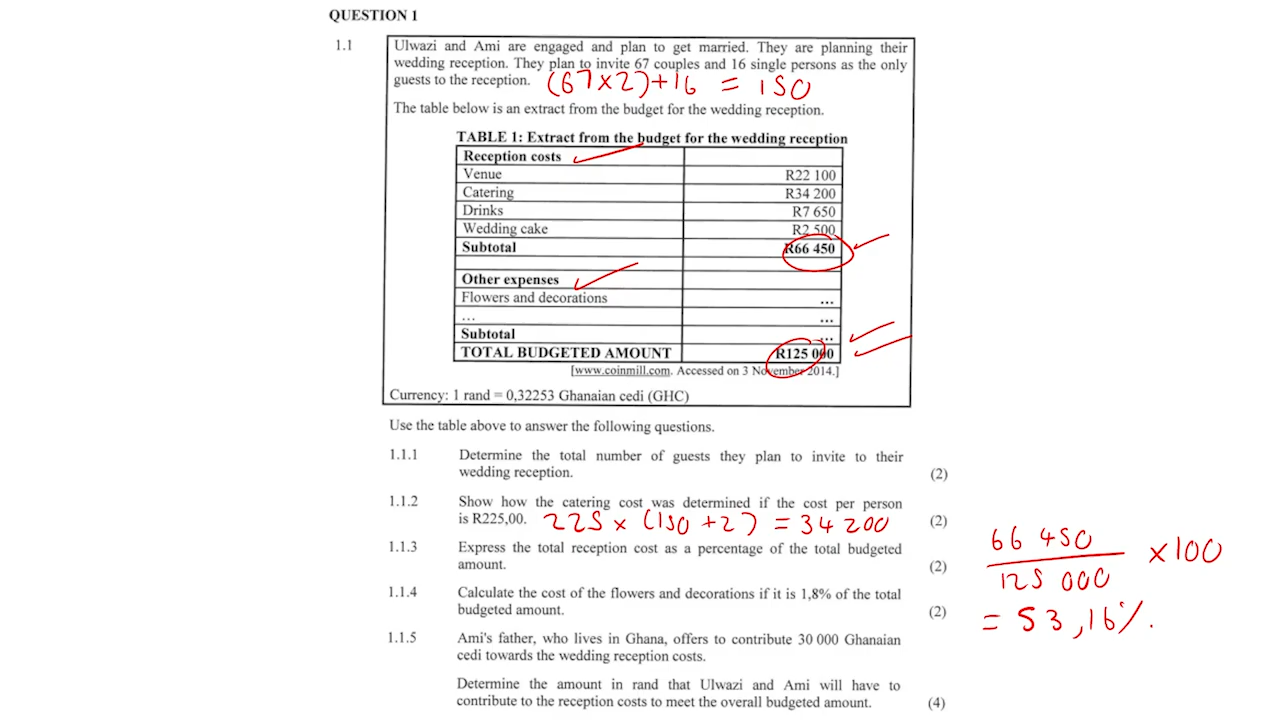 QUESTION 1
1.1 Ulwazi and Ami are engaged and plan to get married. They are planning their
wedding reception. They plan to invite 67 couples and 16 single persons as the only
guests to the reception. (67×2)+16 = 150
The table below is an extract from the budget for the wedding reception.
TABLE 1: Extract from the budget for the wedding reception
Reception costs
Venue R22 100
Catering R34 200
Drinks R7 650
Wedding cake R2 500
Subtotal R66 450
Other expenses
Flowers and decorations ...
... ...
Subtotal ...
TOTAL BUDGETED AMOUNT R125 000
[www.coinmill.com. Accessed on 3 November 2014.]
Currency: 1 rand = 0,32253 Ghanaian cedi (GHC)
Use the table above to answer the following questions.
1.1.1 Determine the total number of guests they plan to invite to their
wedding reception. (2)
1.1.2 Show how the catering cost was determined if the cost per person
is R225,00. 225 × (150 + 2) = 34 200 (2)
1.1.3 Express the total reception cost as a percentage of the total budgeted
amount. (2)
66 450
125 000
×100
= 53,16%.
1.1.4 Calculate the cost of the flowers and decorations if it is 1,8% of the total
budgeted amount. (2)
1.1.5 Ami's father, who lives in Ghana, offers to contribute 30 000 Ghanaian
cedi towards the wedding reception costs.
Determine the amount in rand that Ulwazi and Ami will have to
contribute to the reception costs to meet the overall budgeted amount. (4)